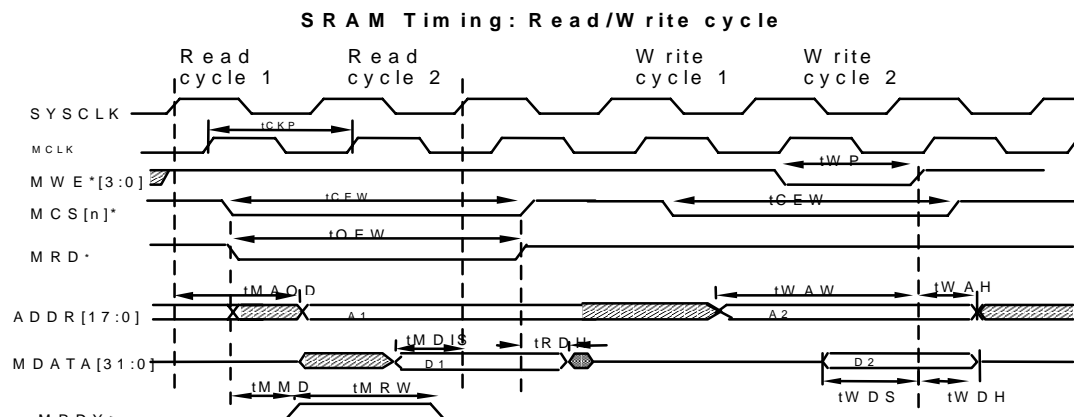 SRAM Timing: Read/Write cycle
Read cycle 1
Read cycle 2
Write cycle 1
Write cycle 2
SYSCLK
tCKP
MCLK
tWP
MWE*[3:0]
tCEW
tCEW
MCS[n]*
tOEW
MRD*
tMAOD
tWAW
tWAH
ADDR[17:0]
A1
A2
tMDIS
tRDH
MDATA[31:0]
D1
D2
tMMD
tMRW
tWDS
tWDH